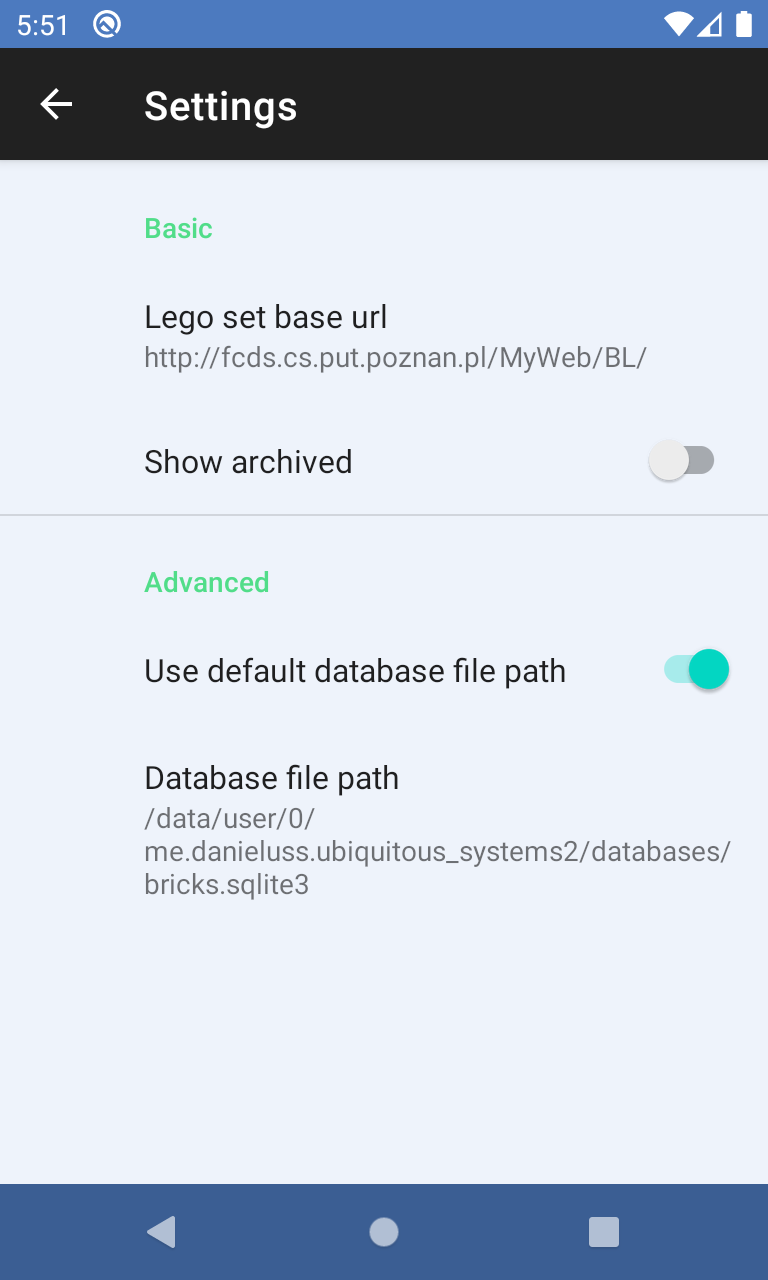 5:51
Settings
Basic
Lego set base url
http://fcds.cs.put.poznan.pl/MyWeb/BL/
Show archived
Advanced
Use default database file path
Database file path
/data/user/0/
me.danieluss.ubiquitous_systems2/databases/
bricks.sqlite3